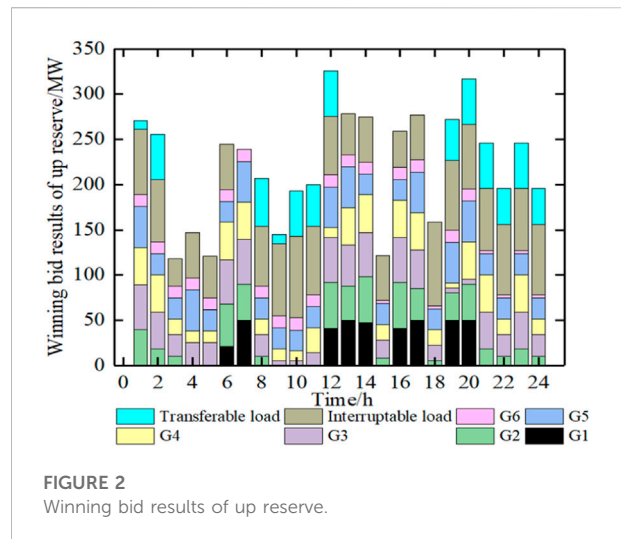 Winning bid results of up reserve/MW
350
300
250
200
150
100
50
0
0 2 4 6 8 10 12 14 16 18 20 22 24
Time/h
Transferable load Interruptable load G6 G5
G4 G3 G2 G1
FIGURE 2
Winning bid results of up reserve.